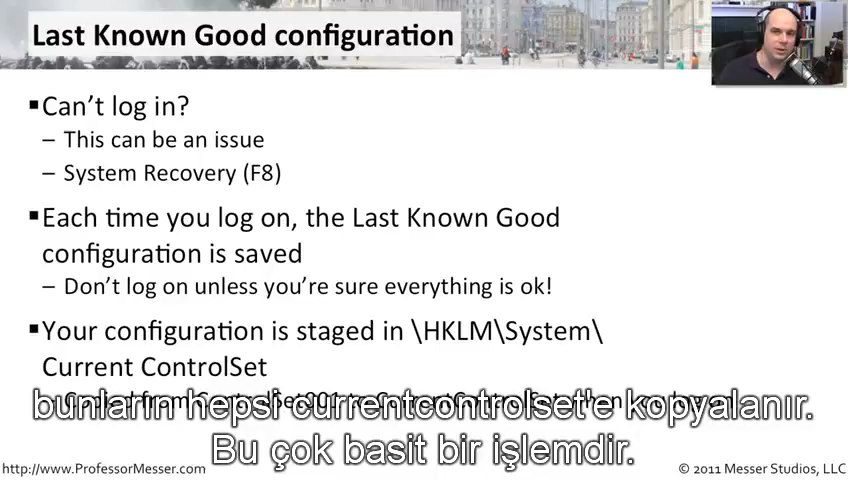 Last Known Good configuration
▪Can't log in?
– This can be an issue
– System Recovery (F8)
▪Each time you log on, the Last Known Good
configuration is saved
– Don't log on unless you're sure everything is ok!
▪Your configuration is staged in \HKLM\System\
Current ControlSet
bunların hepsi currentcontrolset'e kopyalanır.
Bu çok basit bir işlemdir.
http://www.ProfessorMesser.com
© 2011 Messer Studios, LLC